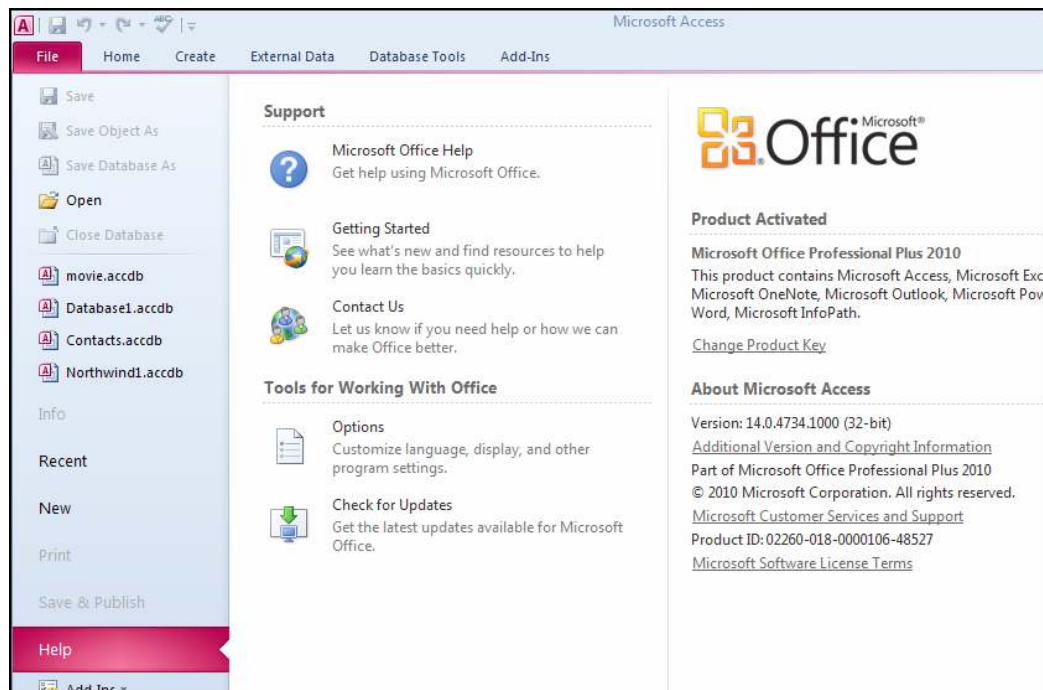 Microsoft Access
File Home Create External Data Database Tools Add-Ins
Save
Save Object As
Save Database As
Open
Close Database
movie.accdb
Database1.accdb
Contacts.accdb
Northwind1.accdb
Info
Recent
New
Print
Save & Publish
Help
Add-Ins
Support
Microsoft Office Help
Get help using Microsoft Office.
Getting Started
See what's new and find resources to help
you learn the basics quickly.
Contact Us
Let us know if you need help or how we can
make Office better.
Tools for Working With Office
Options
Customize language, display, and other
program settings.
Check for Updates
Get the latest updates available for Microsoft
Office.
Microsoft®
Office
Product Activated
Microsoft Office Professional Plus 2010
This product contains Microsoft Access, Microsoft Exc
Microsoft OneNote, Microsoft Outlook, Microsoft Pow
Word, Microsoft InfoPath.
Change Product Key
About Microsoft Access
Version: 14.0.4734.1000 (32-bit)
Additional Version and Copyright Information
Part of Microsoft Office Professional Plus 2010
© 2010 Microsoft Corporation. All rights reserved.
Microsoft Customer Services and Support
Product ID: 02260-018-0000106-48527
Microsoft Software License Terms